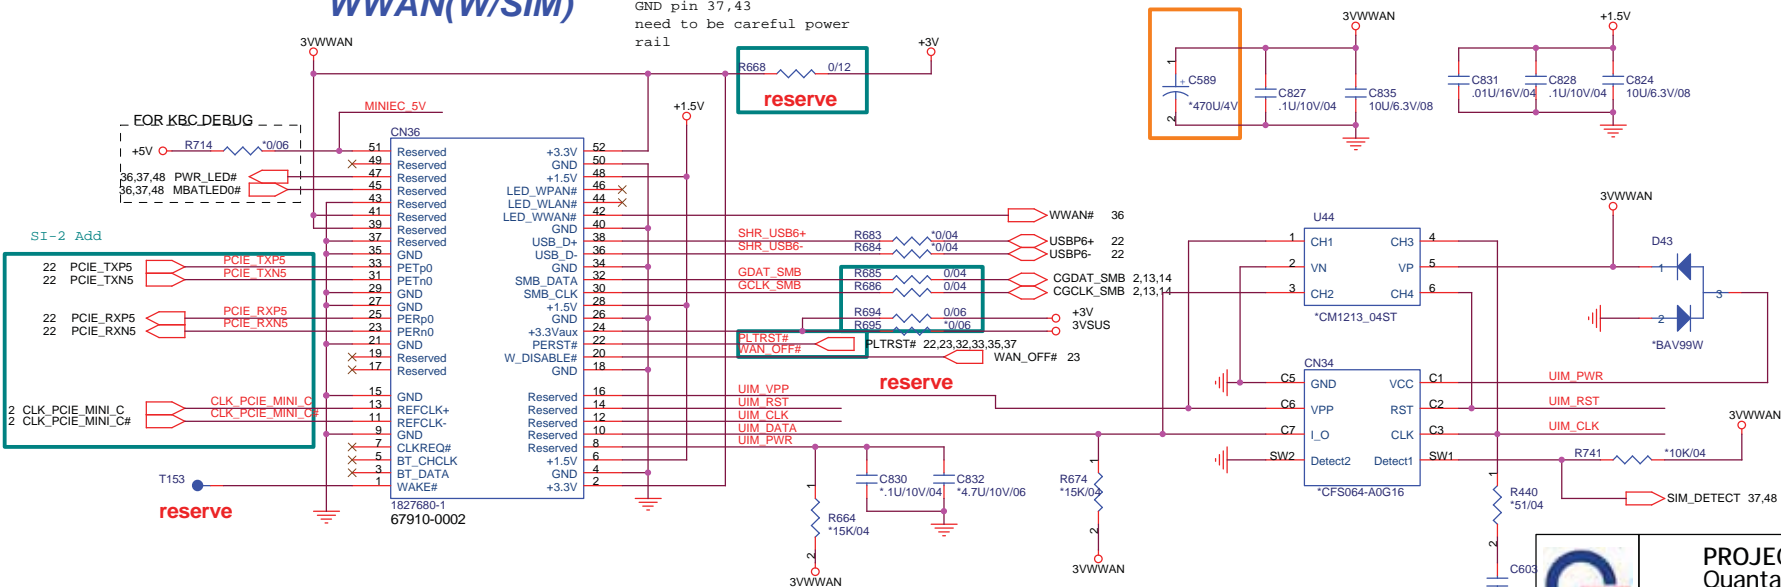 WWAN(W/SIM)
GND pin 37,43
need to be careful power
rail
3VWWAN
R668 0/12
reserve
+3V
MINIEC_5V
+1.5V
FOR KBC DEBUG
+5V R714 *0/06
36,37,48 PWR_LED#
36,37,48 MBATLED0#
SI-2 Add
22 PCIE_TXP5 PCIE_TXP5
22 PCIE_TXN5 PCIE_TXN5
22 PCIE_RXP5 PCIE_RXP5
22 PCIE_RXN5 PCIE_RXN5
2 CLK_PCIE_MINI_C CLK_PCIE_MINI_C
2 CLK_PCIE_MINI_C# CLK_PCIE_MINI_C#
T153
reserve
CN36
51 Reserved +3.3V 52
49 Reserved GND 50
47 Reserved +1.5V 48
45 Reserved LED_WPAN# 46
43 Reserved LED_WLAN# 44
41 Reserved LED_WWAN# 42
39 Reserved GND 40
37 Reserved USB_D+ 38
35 GND USB_D- 36
33 PETp0 GND 34
31 PETn0 SMB_DATA 32
29 GND SMB_CLK 30
27 GND +1.5V 28
25 PERp0 GND 26
23 PERn0 +3.3Vaux 24
21 GND PERST# 22
19 Reserved W_DISABLE# 20
17 Reserved GND 18
15 GND Reserved 16
13 REFCLK+ Reserved 14
11 REFCLK- Reserved 12
9 GND Reserved 10
7 CLKREQ# Reserved 8
5 BT_CHCLK +1.5V 6
3 BT_DATA GND 4
1 WAKE# +3.3V 2
1827680-1
67910-0002
WWAN# 36
SHR_USB6+ R683 *0/04 USBP6+ 22
SHR_USB6- R684 *0/04 USBP6- 22
GDAT_SMB R685 0/04 CGDAT_SMB 2,13,14
GCLK_SMB R686 0/04 CGCLK_SMB 2,13,14
R694 0/06 +3V
R695 *0/06 3VSUS
PLTRST# PLTRST# 22,23,32,33,35,37
WAN_OFF# WAN_OFF# 23
reserve
UIM_VPP
UIM_RST
UIM_CLK
UIM_DATA
UIM_PWR
1
R664
*15K/04
2
3VWWAN
C830
*.1U/10V/04
C832
*4.7U/10V/06
1
R674
*15K/04
2
3VWWAN
3VWWAN
1
+
C589
*470U/4V
2
C827
.1U/10V/04
C835
10U/6.3V/08
+1.5V
C831
.01U/16V/04
C828
.1U/10V/04
C824
10U/6.3V/08
U44
1 CH1 CH3 4
2 VN VP 5
3 CH2 CH4 6
*CM1213_04ST
3VWWAN
D43
1
3
2
*BAV99W
CN34
C5 GND VCC C1
C6 VPP RST C2
C7 I_O CLK C3
SW2 Detect2 Detect1 SW1
*CFS064-A0G16
UIM_PWR
UIM_RST
UIM_CLK
3VWWAN
R741 *10K/04
SIM_DETECT 37,48
1
R440
*51/04
2
C603
PROJEC
Quanta